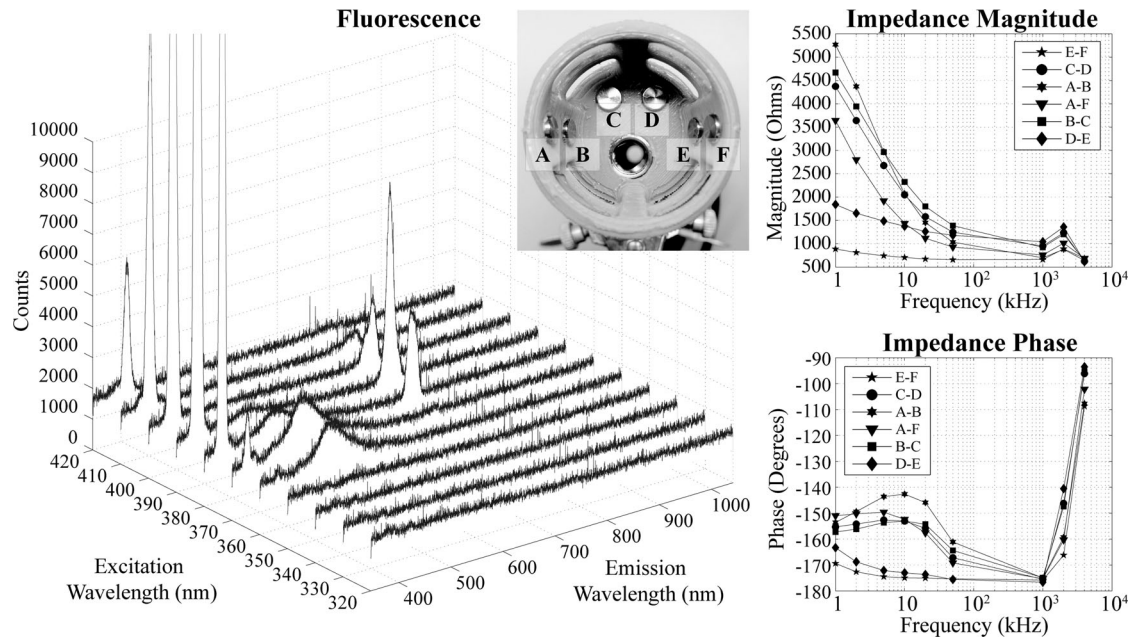 Fluorescence
10000
9000
8000
7000
6000
5000
4000
3000
2000
1000
0
Counts
420
410
400
390
380
370
360
350
340
330
320
Excitation
Wavelength (nm)
400
500
600
700
800
900
1000
Emission
Wavelength (nm)
C D
A B E F
Impedance Magnitude
5500
5000
4500
4000
3500
3000
2500
2000
1500
1000
500
Magnitude (Ohms)
E-F
C-D
A-B
A-F
B-C
D-E
1 10 10² 10³ 10⁴
Frequency (kHz)
Impedance Phase
-90
-100
-110
-120
-130
-140
-150
-160
-170
-180
Phase (Degrees)
E-F
C-D
A-B
A-F
B-C
D-E
1 10 10² 10³ 10⁴
Frequency (kHz)